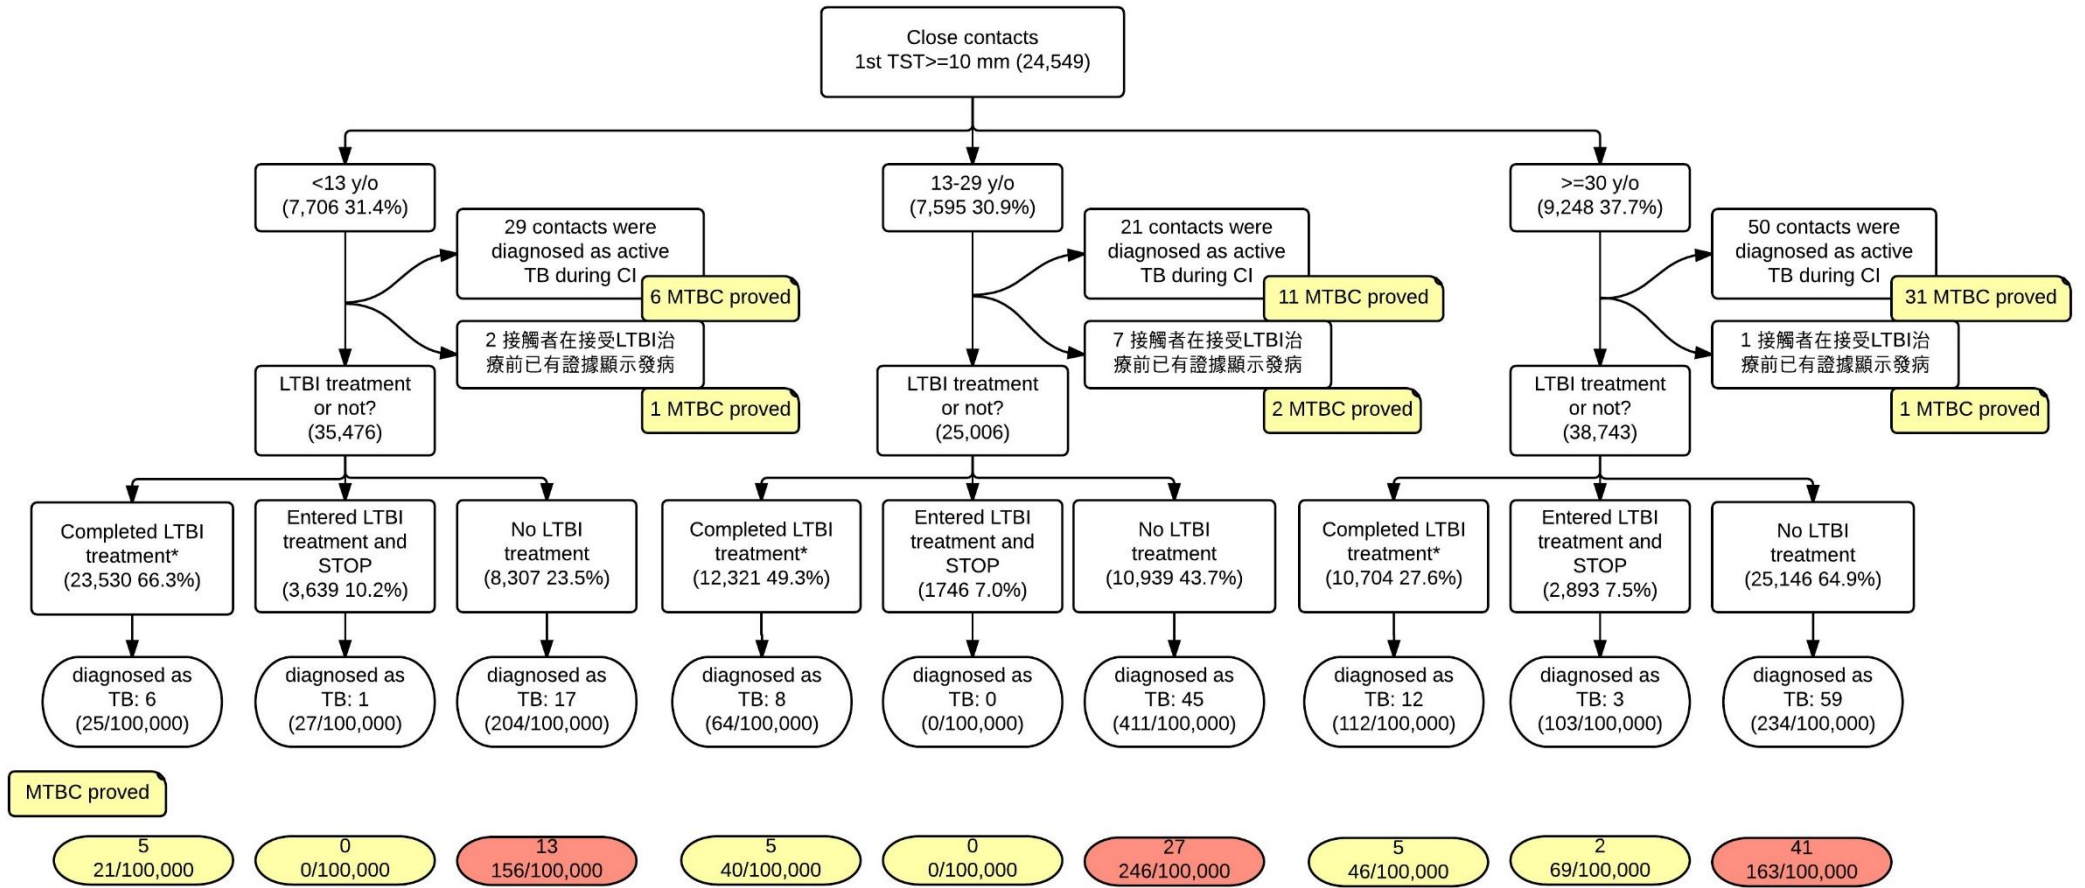 Close contacts
1st TST>=10 mm (24,549)
<13 y/o
(7,706 31.4%)
13-29 y/o
(7,595 30.9%)
>=30 y/o
(9,248 37.7%)
29 contacts were
diagnosed as active
TB during CI
6 MTBC proved
21 contacts were
diagnosed as active
TB during CI
11 MTBC proved
50 contacts were
diagnosed as active
TB during CI
31 MTBC proved
2 接觸者在接受LTBI治
療前已有證據顯示發病
1 MTBC proved
7 接觸者在接受LTBI治
療前已有證據顯示發病
2 MTBC proved
1 接觸者在接受LTBI治
療前已有證據顯示發病
1 MTBC proved
LTBI treatment
or not?
(35,476)
LTBI treatment
or not?
(25,006)
LTBI treatment
or not?
(38,743)
Completed LTBI
treatment*
(23,530 66.3%)
Entered LTBI
treatment and
STOP
(3,639 10.2%)
No LTBI
treatment
(8,307 23.5%)
Completed LTBI
treatment*
(12,321 49.3%)
Entered LTBI
treatment and
STOP
(1746 7.0%)
No LTBI
treatment
(10,939 43.7%)
Completed LTBI
treatment*
(10,704 27.6%)
Entered LTBI
treatment and
STOP
(2,893 7.5%)
No LTBI
treatment
(25,146 64.9%)
diagnosed as
TB: 6
(25/100,000)
diagnosed as
TB: 1
(27/100,000)
diagnosed as
TB: 17
(204/100,000)
diagnosed as
TB: 8
(64/100,000)
diagnosed as
TB: 0
(0/100,000)
diagnosed as
TB: 45
(411/100,000)
diagnosed as
TB: 12
(112/100,000)
diagnosed as
TB: 3
(103/100,000)
diagnosed as
TB: 59
(234/100,000)
MTBC proved
5
21/100,000
0
0/100,000
13
156/100,000
5
40/100,000
0
0/100,000
27
246/100,000
5
46/100,000
2
69/100,000
41
163/100,000